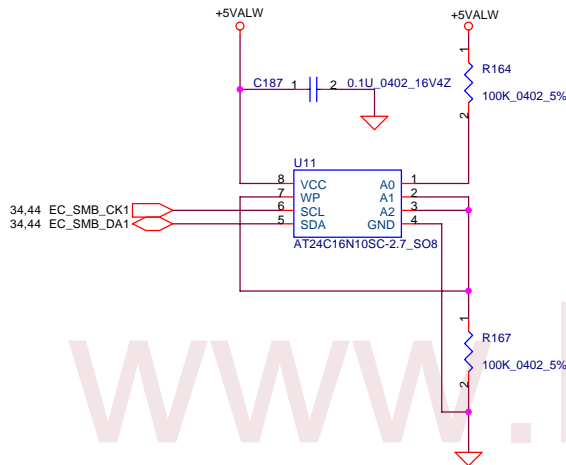 +5VALW
+5VALW
1
R164
C187 1 2 0.1U_0402_16V4Z
100K_0402_5%
2
U11
8 VCC A0 1
7 WP A1 2
34,44 EC_SMB_CK1 6 SCL A2 3
34,44 EC_SMB_DA1 5 SDA GND 4
AT24C16N10SC-2.7_SO8
1
R167
100K_0402_5%
2
www.